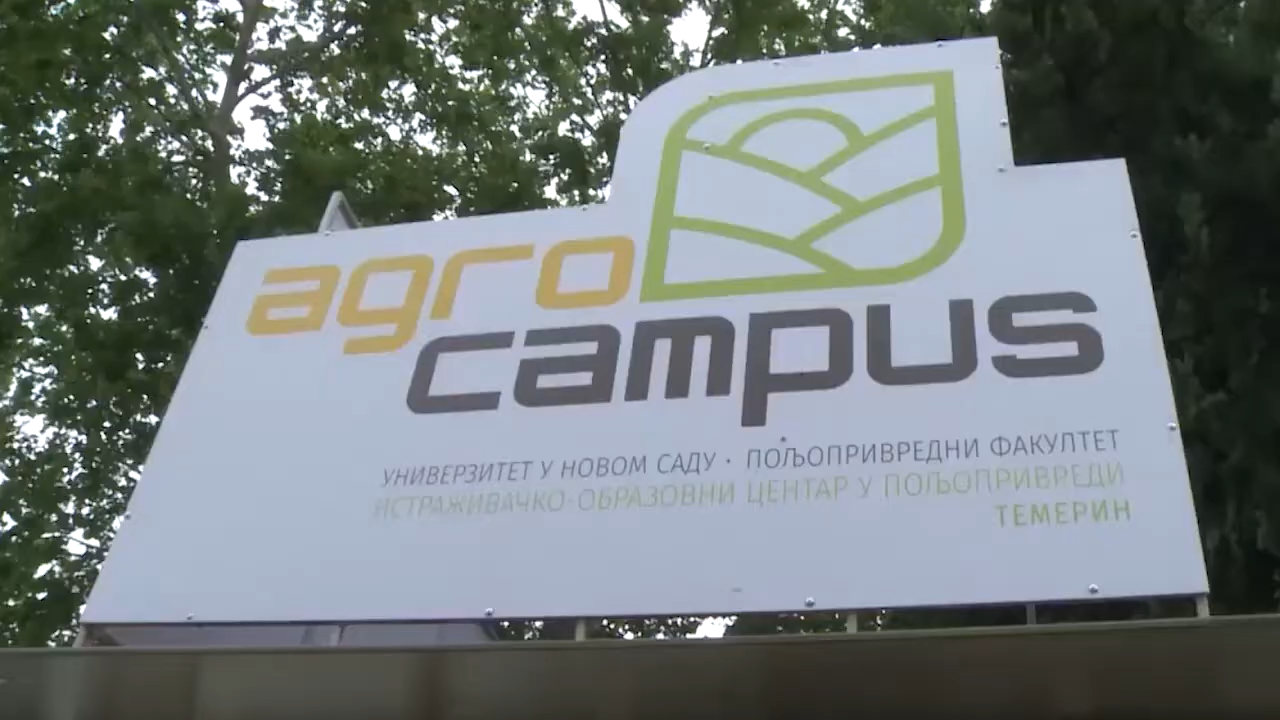 agro
campus
УНИВЕРЗИТЕТ У НОВОМ САДУ · ПОЉОПРИВРЕДНИ ФАКУЛТЕТ
ИСТРАЖИВАЧКО-ОБРАЗОВНИ ЦЕНТАР У ПОЉОПРИВРЕДИ
ТЕМЕРИН